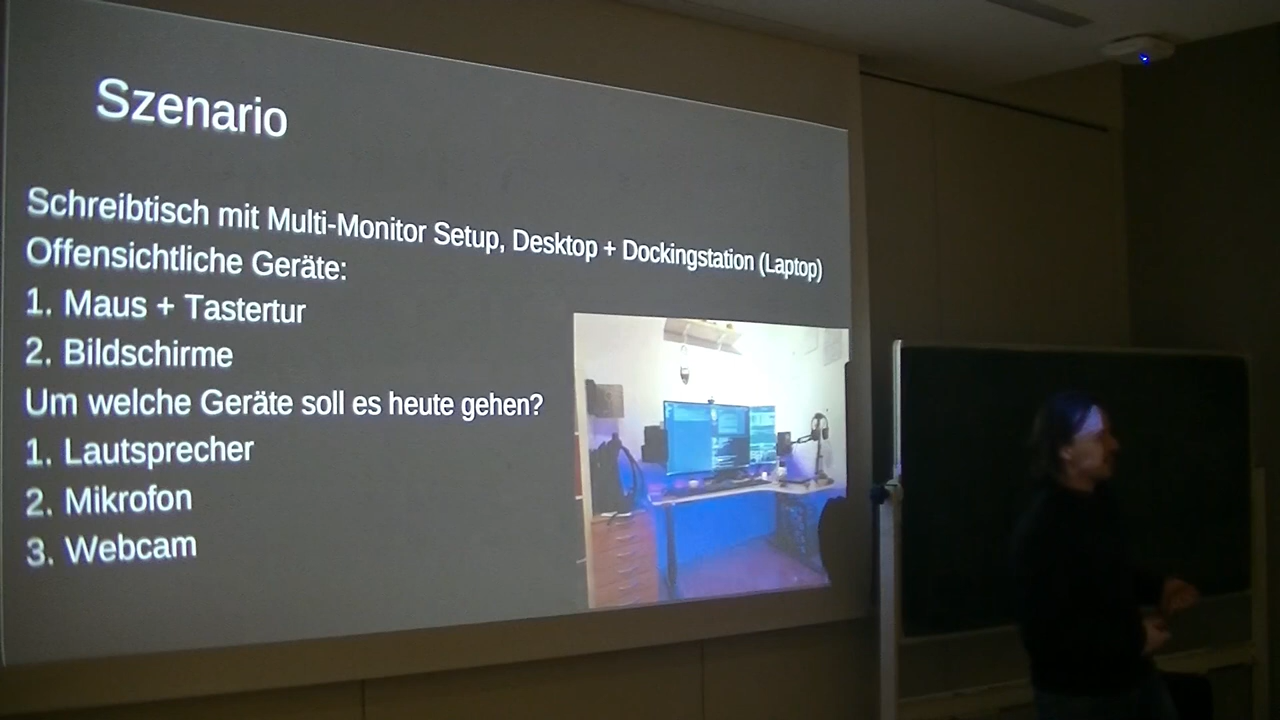 Szenario
Schreibtisch mit Multi-Monitor Setup, Desktop + Dockingstation (Laptop)
Offensichtliche Geräte:
1. Maus + Tastertur
2. Bildschirme
Um welche Geräte soll es heute gehen?
1. Lautsprecher
2. Mikrofon
3. Webcam